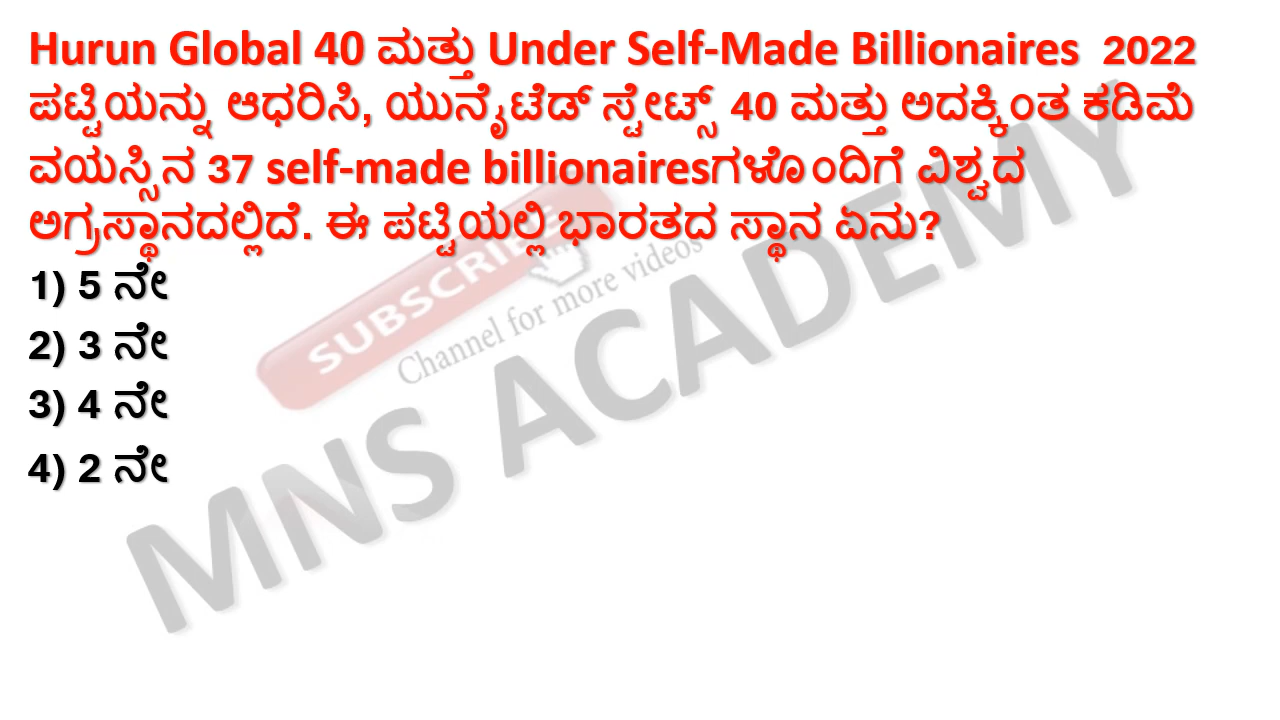 Hurun Global 40 ಮತ್ತು Under Self-Made Billionaires 2022
ಪಟ್ಟಿಯನ್ನು ಆಧರಿಸಿ, ಯುನೈಟೆಡ್ ಸ್ಟೇಟ್ಸ್ 40 ಮತ್ತು ಅದಕ್ಕಿಂತ ಕಡಿಮೆ
ವಯಸ್ಸಿನ 37 self-made billionairesಗಳೊಂದಿಗೆ ವಿಶ್ವದ
ಅಗ್ರಸ್ಥಾನದಲ್ಲಿದೆ. ಈ ಪಟ್ಟಿಯಲ್ಲಿ ಭಾರತದ ಸ್ಥಾನ ಏನು?
1) 5 ನೇ
2) 3 ನೇ
3) 4 ನೇ
4) 2 ನೇ
SUBSCRIBE
Channel for more videos
MNS ACADEMY